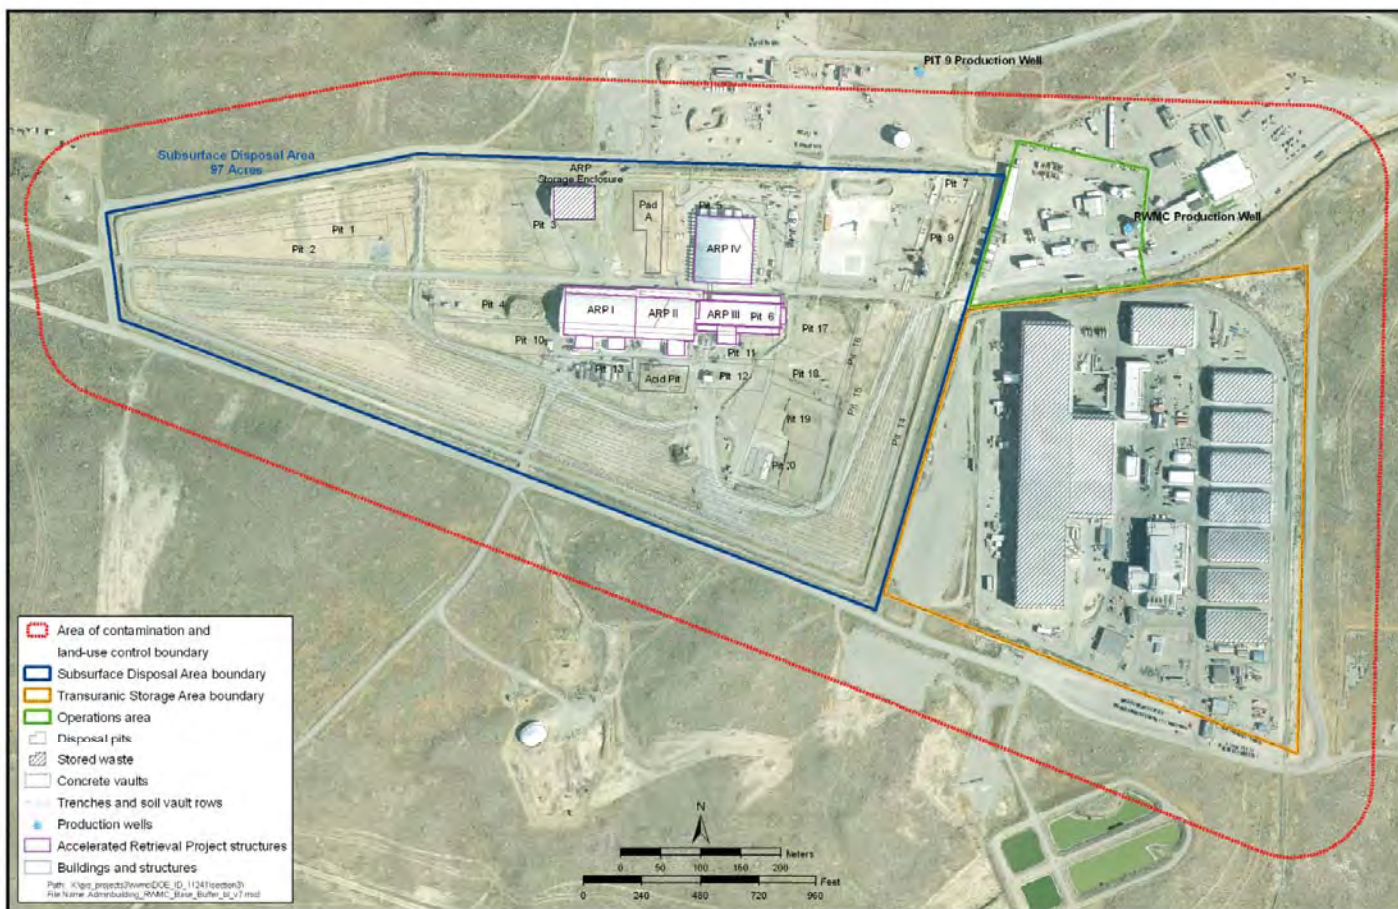 PIT 9 Production Well
Subsurface Disposal Area
97 Acres
ARP
Storage Enclosure
Pit 7
Pit 3
Pad
A
Pit 5
RWMC Production Well
Pit 1
Pit 9
Pit 2
ARP IV
Pit 4
ARP I
ARP II
ARP III
Pit 6
Pit 17
Pit 10
Pit 11
Pit 16
Pit 13
Acid Pit
Pit 12
Pit 18
Pit 15
Pit 19
Pit 14
Area of contamination and
land-use control boundary
Subsurface Disposal Area boundary
Transuranic Storage Area boundary
Operations area
Disposal pits
Stored waste
Concrete vaults
Trenches and soil vault rows
Production wells
Accelerated Retrieval Project structures
Buildings and structures
N
Meters
0 50 100 200
Feet
0 240 480 720 960